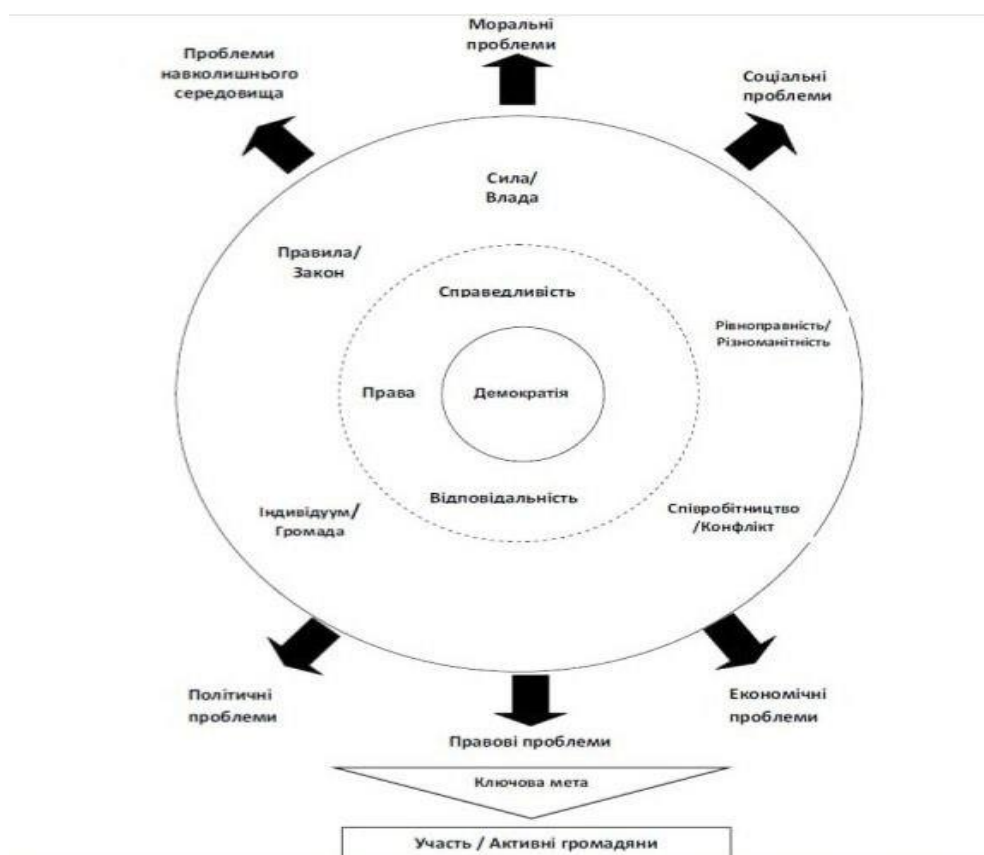 Моральні
проблеми
Проблеми
навколишнього
середовища
Соціальні
проблеми
Сила/
Влада
Правила/
Закон
Справедливість
Рівноправність/
Різноманітність
Права
Демократія
Відповідальність
Індивідуум/
Громада
Співробітництво
/Конфлікт
Політичні
проблеми
Економічні
проблеми
Правові проблеми
Ключова мета
Участь / Активні громадяни